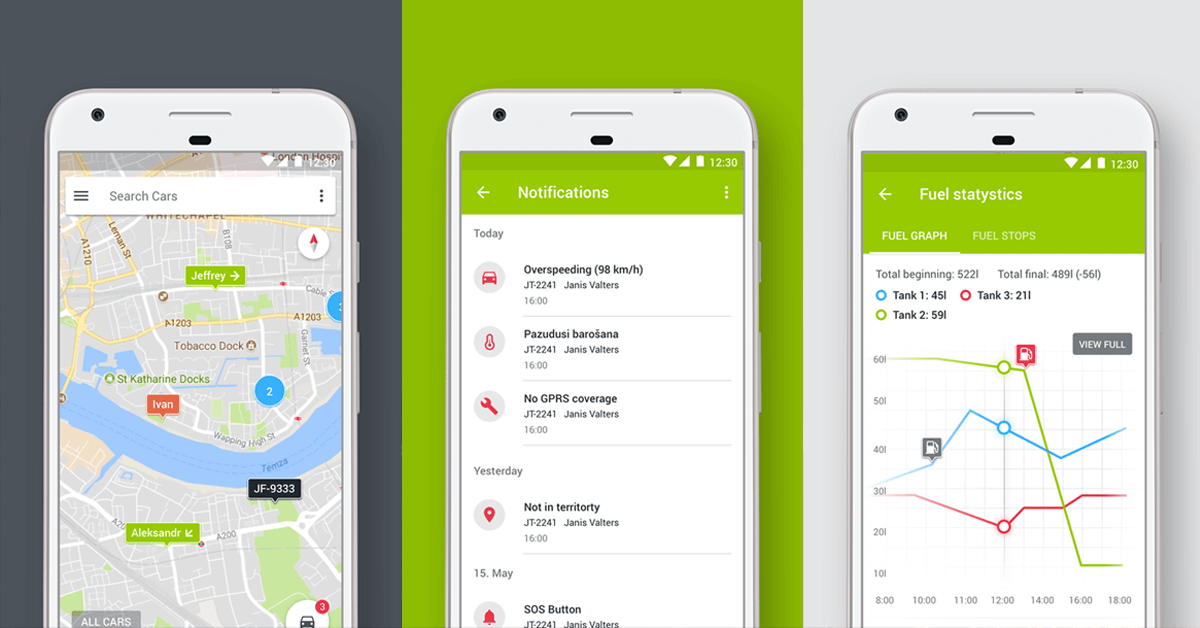 London Hospi
12:30
Search Cars
WHITECHAPEL
Leman St
A1210
B108
Jeffrey
Cable S
A1203
A1203
Garnet St
Tobacco Dock
St Katharine Docks
2
Ivan
Wapping High St
Temza
JF-9333
A200
Aleksandr
ALL CARS
3
12:30
Notifications
Today
Overspeeding (98 km/h)
JT-2241 Janis Valters
16:00
Pazudusi barošana
JT-2241 Janis Valters
16:00
No GPRS coverage
JT-2241 Janis Valters
16:00
Yesterday
Not in territorty
JT-2241 Janis Valters
16:00
15. May
SOS Button
JT-2241 Janis Valters
12:30
Fuel statystics
FUEL GRAPH FUEL STOPS
Total beginning: 522l Total final: 489l (-56l)
Tank 1: 45l Tank 3: 21l
Tank 2: 59l
VIEW FULL
60l
50l
40l
30l
20l
10l
8:00 10:00 11:00 12:00 14:00 16:00 18:00